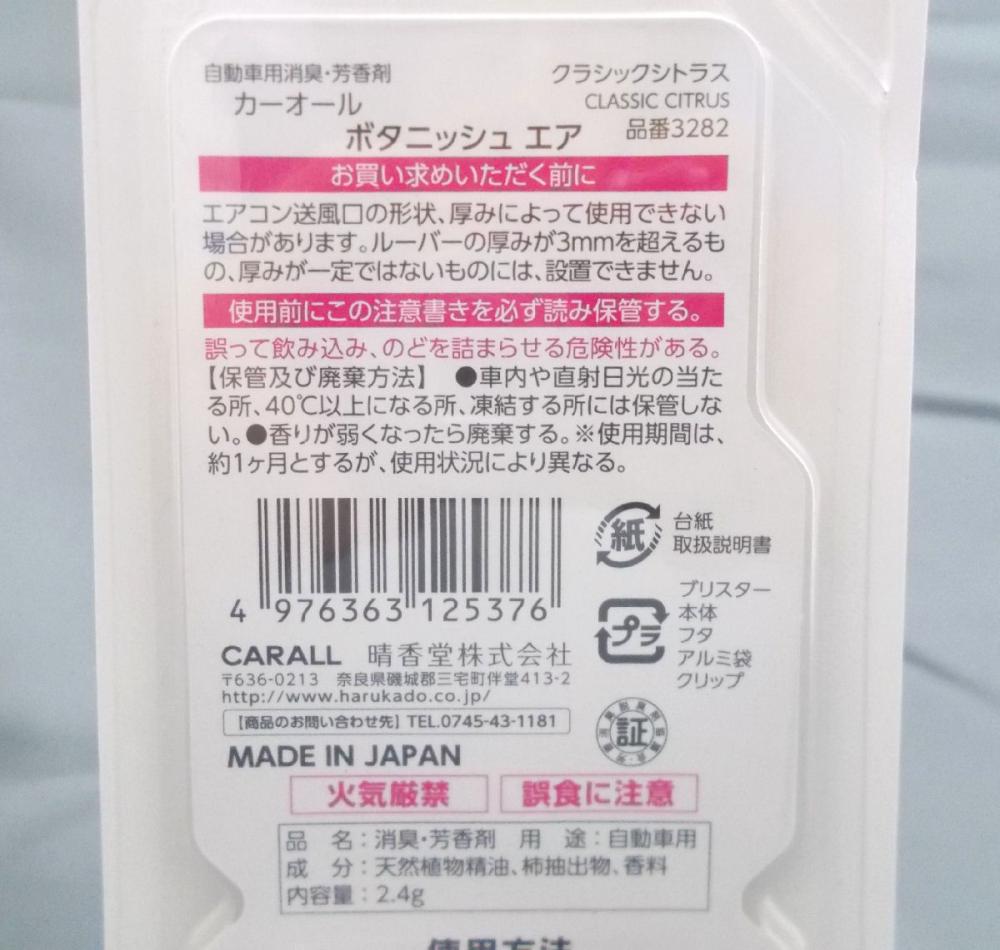 自動車用消臭・芳香剤
クラシックシトラス
カーオール
CLASSIC CITRUS
ボタニッシュ エア
品番3282
お買い求めいただく前に
エアコン送風口の形状、厚みによって使用できない
場合があります。ルーバーの厚みが3mmを超えるも
の、厚みが一定ではないものには、設置できません。
使用前にこの注意書きを必ず読み保管する。
誤って飲み込み、のどを詰まらせる危険性がある。
【保管及び廃棄方法】 ●車内や直射日光の当た
る所、40℃以上になる所、凍結する所には保管しな
い。●香りが弱くなったら廃棄する。※使用期間は、
約1ヶ月とするが、使用状況により異なる。
4 976363 125376
紙
台紙
取扱説明書
プラ
ブリスター
本体
フタ
アルミ袋
クリップ
CARALL 晴香堂株式会社
〒636-0213 奈良県磯城郡三宅町伴堂413-2
http://www.harukado.co.jp/
【商品のお問い合わせ先】TEL.0745-43-1181
証
MADE IN JAPAN
火気厳禁
誤食に注意
品 名：消臭・芳香剤 用 途：自動車用
成 分：天然植物精油、柿抽出物、香料
内容量：2.4g
使用方法